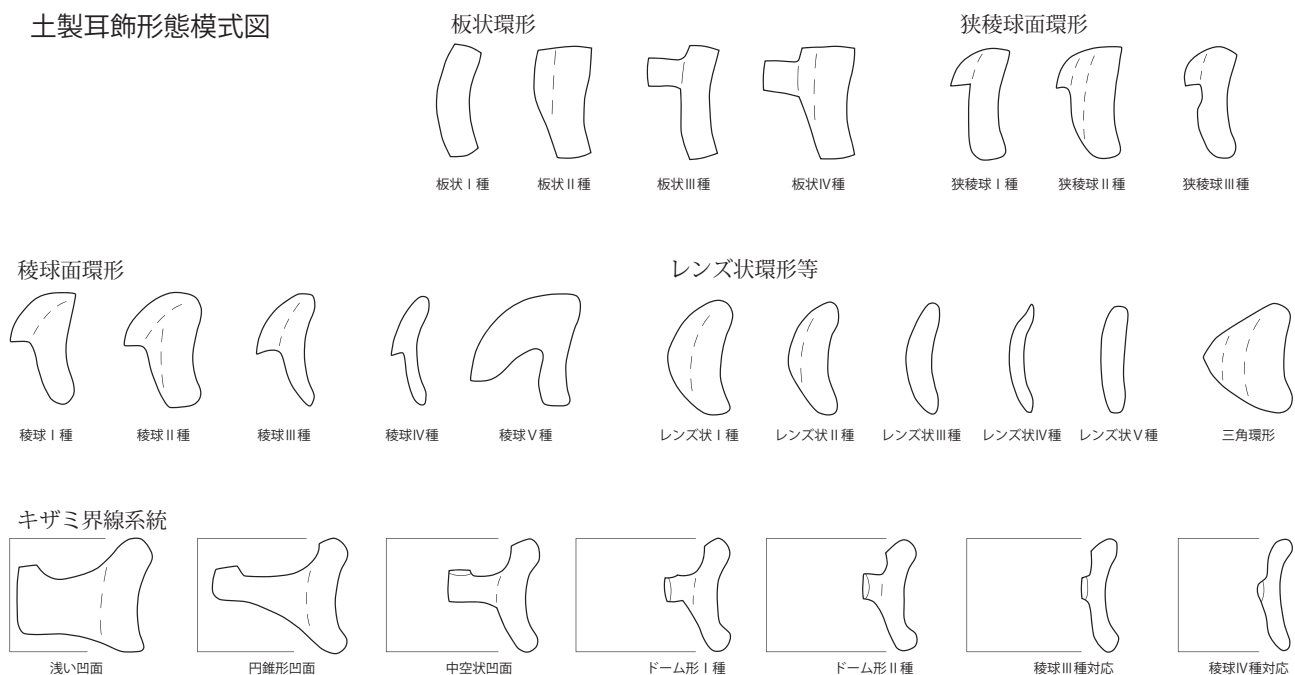 土製耳飾形態模式図
板状環形
狭稜球面環形
板状Ⅰ種
板状Ⅱ種
板状Ⅲ種
板状Ⅳ種
狭稜球Ⅰ種
狭稜球Ⅱ種
狭稜球Ⅲ種
稜球面環形
レンズ状環形等
稜球Ⅰ種
稜球Ⅱ種
稜球Ⅲ種
稜球Ⅳ種
稜球Ⅴ種
レンズ状Ⅰ種
レンズ状Ⅱ種
レンズ状Ⅲ種
レンズ状Ⅳ種
レンズ状Ⅴ種
三角環形
キザミ界線系統
浅い凹面
円錐形凹面
中空状凹面
ドーム形Ⅰ種
ドーム形Ⅱ種
稜球Ⅲ種対応
稜球Ⅳ種対応